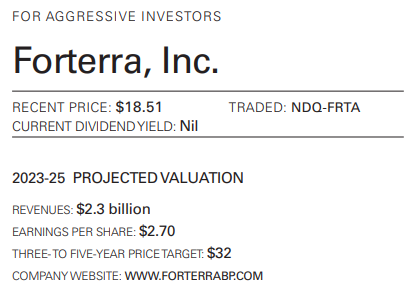 FOR AGGRESSIVE INVESTORS
Forterra, Inc.
RECENT PRICE: $18.51 TRADED: NDQ-FRTA
CURRENT DIVIDEND YIELD: Nil
2023-25 PROJECTED VALUATION
REVENUES: $2.3 billion
EARNINGS PER SHARE: $2.70
THREE- TO FIVE-YEAR PRICE TARGET: $32
COMPANY WEBSITE: WWW.FORTERRABP.COM